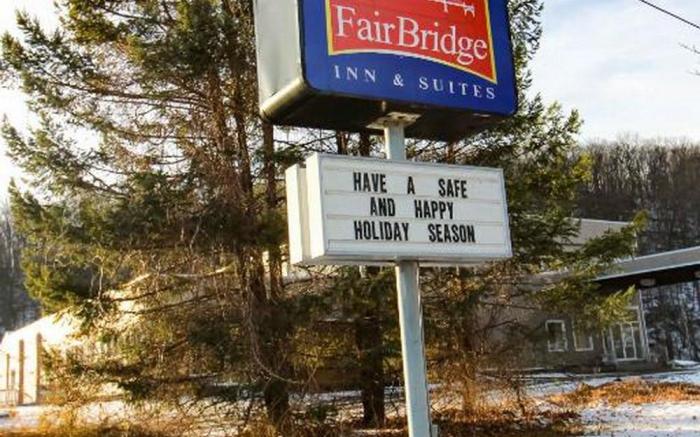 FairBridge
INN & SUITES
HAVE A SAFE
AND HAPPY
HOLIDAY SEASON